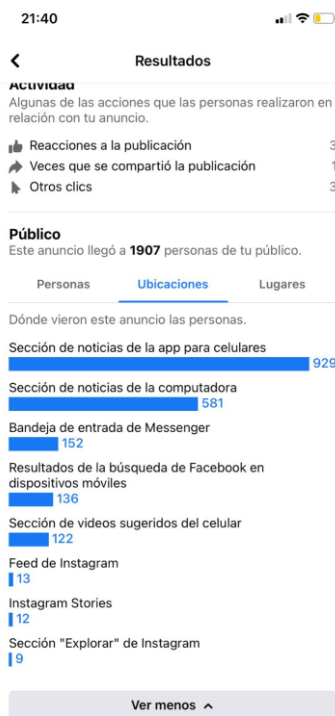 21:40
Resultados
Actividad
Algunas de las acciones que las personas realizaron en
relación con tu anuncio.
Reacciones a la publicación 3
Veces que se compartió la publicación 1
Otros clics 3
Público
Este anuncio llegó a 1907 personas de tu público.
Personas Ubicaciones Lugares
Dónde vieron este anuncio las personas.
Sección de noticias de la app para celulares
929
Sección de noticias de la computadora
581
Bandeja de entrada de Messenger
152
Resultados de la búsqueda de Facebook en
dispositivos móviles
136
Sección de videos sugeridos del celular
122
Feed de Instagram
13
Instagram Stories
12
Sección "Explorar" de Instagram
9
Ver menos